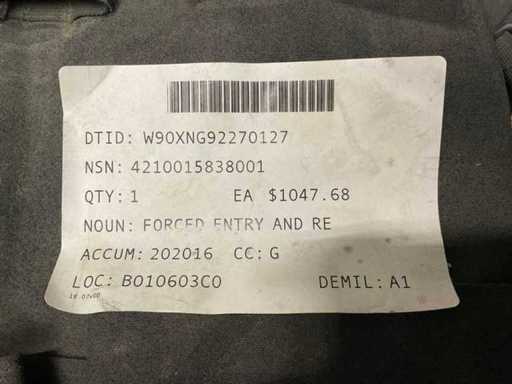 DTID: W90XNG92270127
NSN: 4210015838001
QTY: 1 EA $1047.68
NOUN: FORCED ENTRY AND RE
ACCUM: 202016 CC: G
LOC: B010603C0 DEMIL: A1